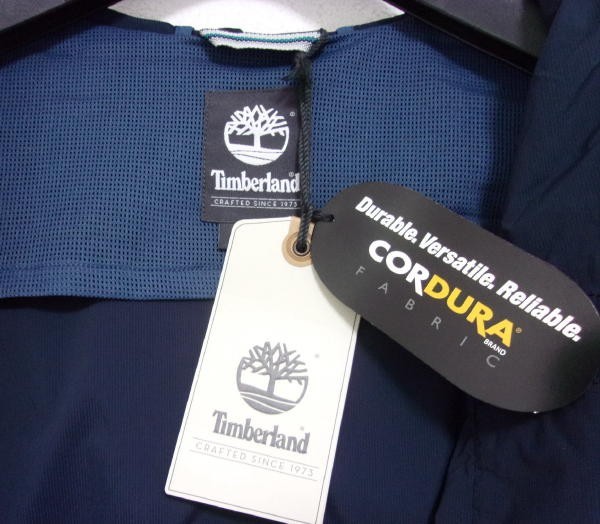 Timberland
CRAFTED SINCE 1973
Durable. Versatile. Reliable.
CORDURA®
BRAND
FABRIC
Timberland
CRAFTED SINCE 1973